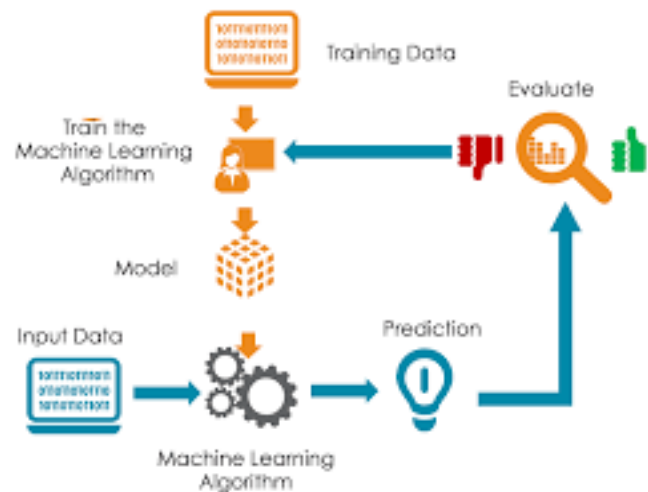 Training Data
Evaluate
Train the
Machine Learning
Algorithm
Model
Input Data
Prediction
Machine Learning
Algorithm